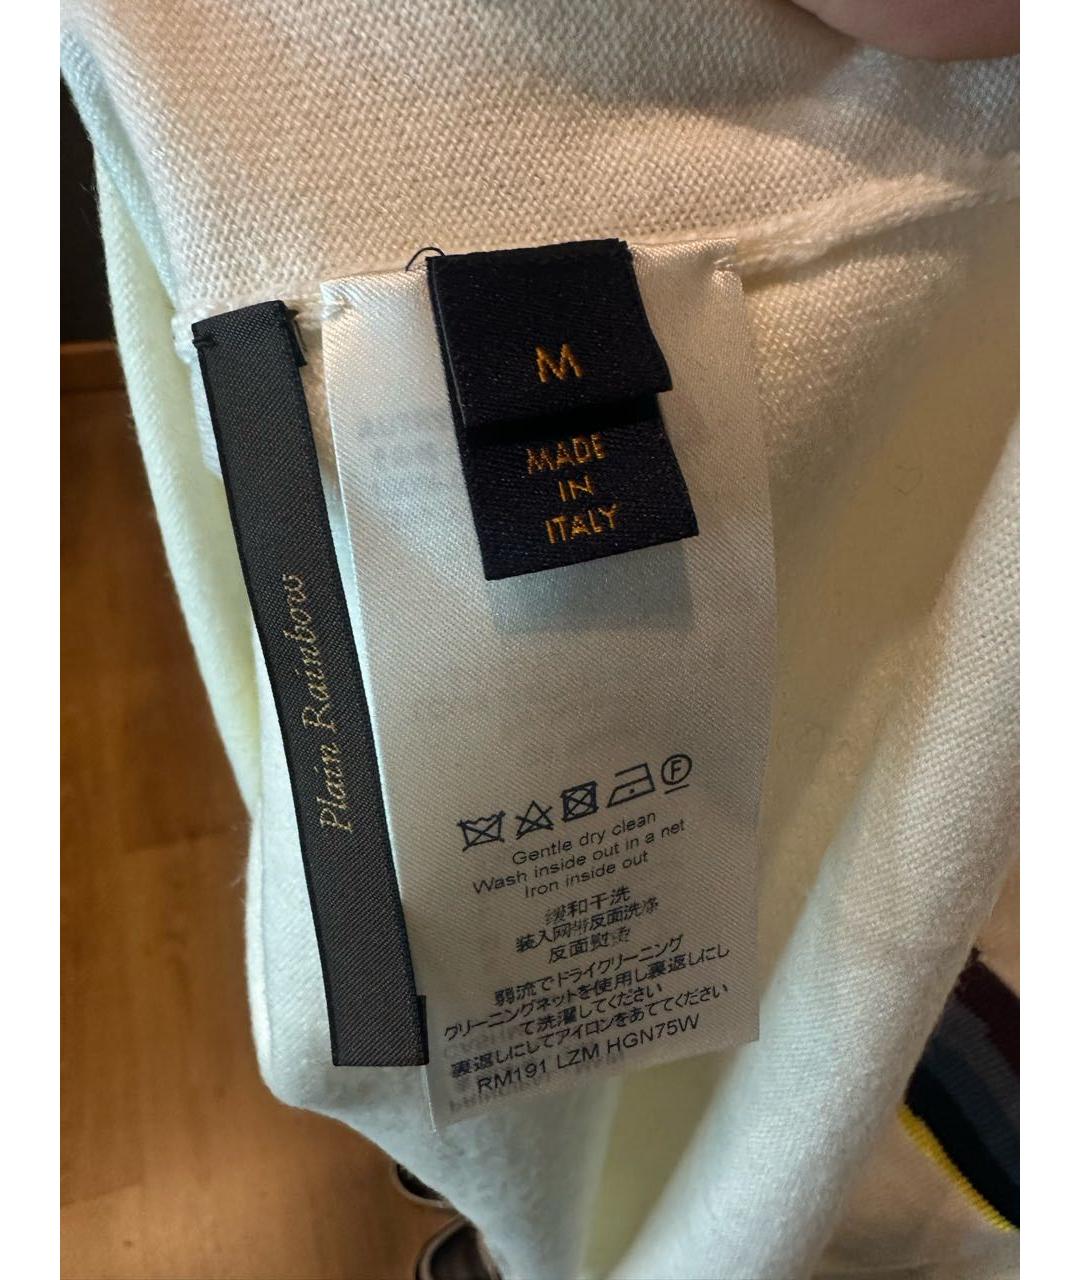 M
MADE
IN
ITALY
Plain Rainbow
F
Gentle dry clean
Wash inside out in a net
Iron inside out
缓和干洗
装入网带反面洗涤
反面熨烫
弱流でドライクリーニング
クリーニングネットを使用し裏返しにし
て洗濯してください
裏返しにしてアイロンをあててください
RM191 LZM HGN75W